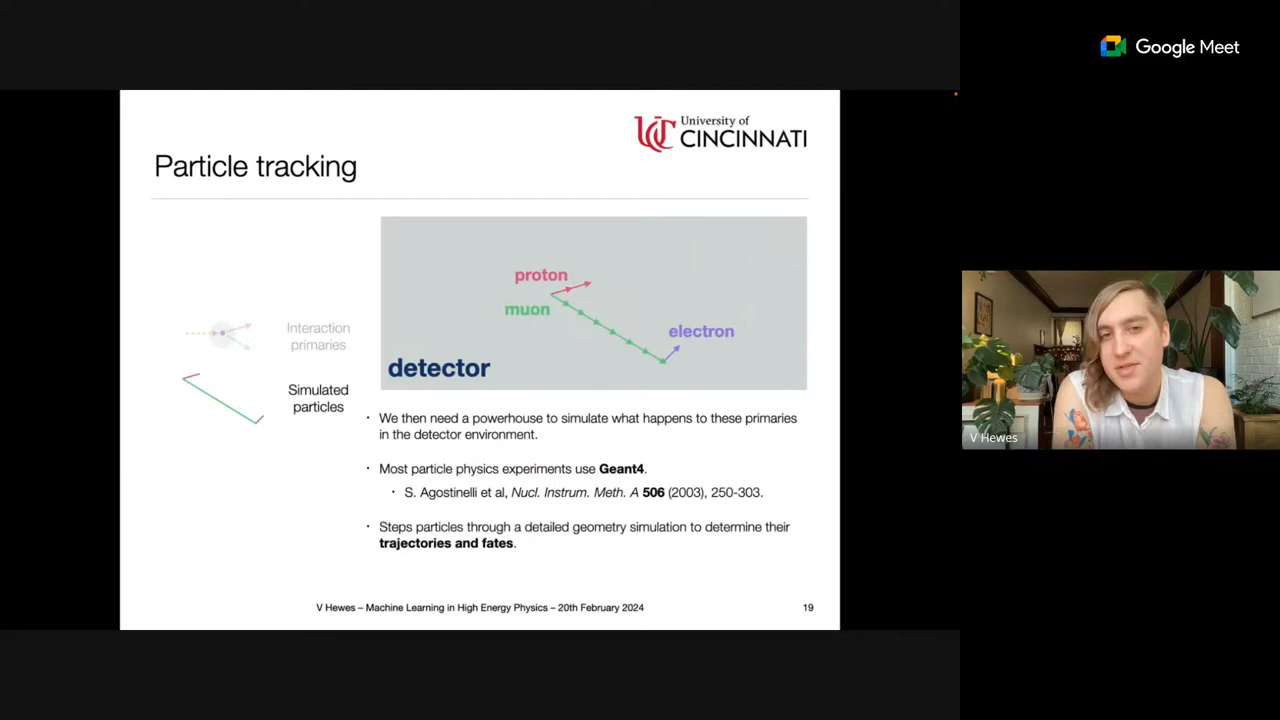 Google Meet
University of
CINCINNATI
Particle tracking
proton
muon
electron
detector
Interaction
primaries
Simulated
particles
· We then need a powerhouse to simulate what happens to these primaries
in the detector environment.
· Most particle physics experiments use Geant4.
· S. Agostinelli et al, Nucl. Instrum. Meth. A 506 (2003), 250-303.
· Steps particles through a detailed geometry simulation to determine their
trajectories and fates.
V Hewes – Machine Learning in High Energy Physics – 20th February 2024
19
V Hewes